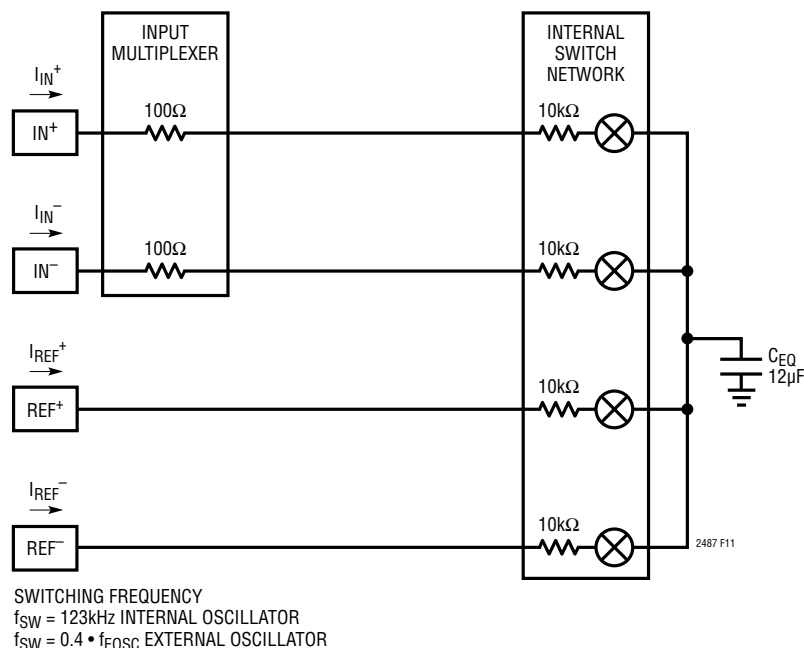 INPUT
MULTIPLEXER
INTERNAL
SWITCH
NETWORK
I_IN⁺
100Ω
10kΩ
IN⁺
I_IN⁻
100Ω
10kΩ
IN⁻
I_REF⁺
10kΩ
REF⁺
C_EQ
12µF
I_REF⁻
10kΩ
REF⁻
2487 F11
SWITCHING FREQUENCY
f_SW = 123kHz INTERNAL OSCILLATOR
f_SW = 0.4 • f_EOSC EXTERNAL OSCILLATOR